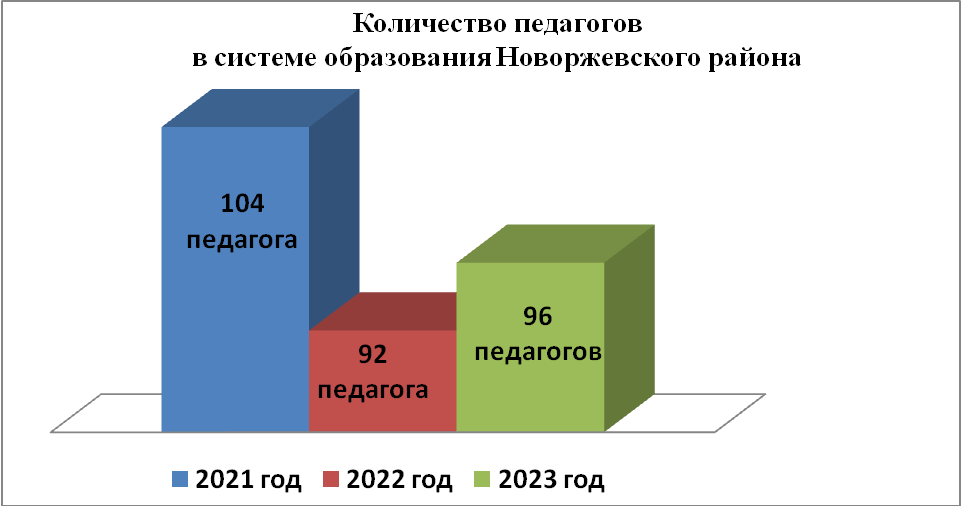 Количество педагогов
в системе образования Новоржевского района
104
педагога
92
педагога
96
педагогов
2021 год 2022 год 2023 год